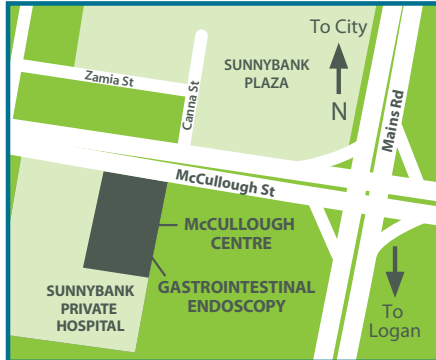 To City
N
SUNNYBANK
PLAZA
Zamia St
Canna St
Mains Rd
McCullough St
McCULLOUGH
CENTRE
GASTROINTESTINAL
ENDOSCOPY
SUNNYBANK
PRIVATE
HOSPITAL
To
Logan